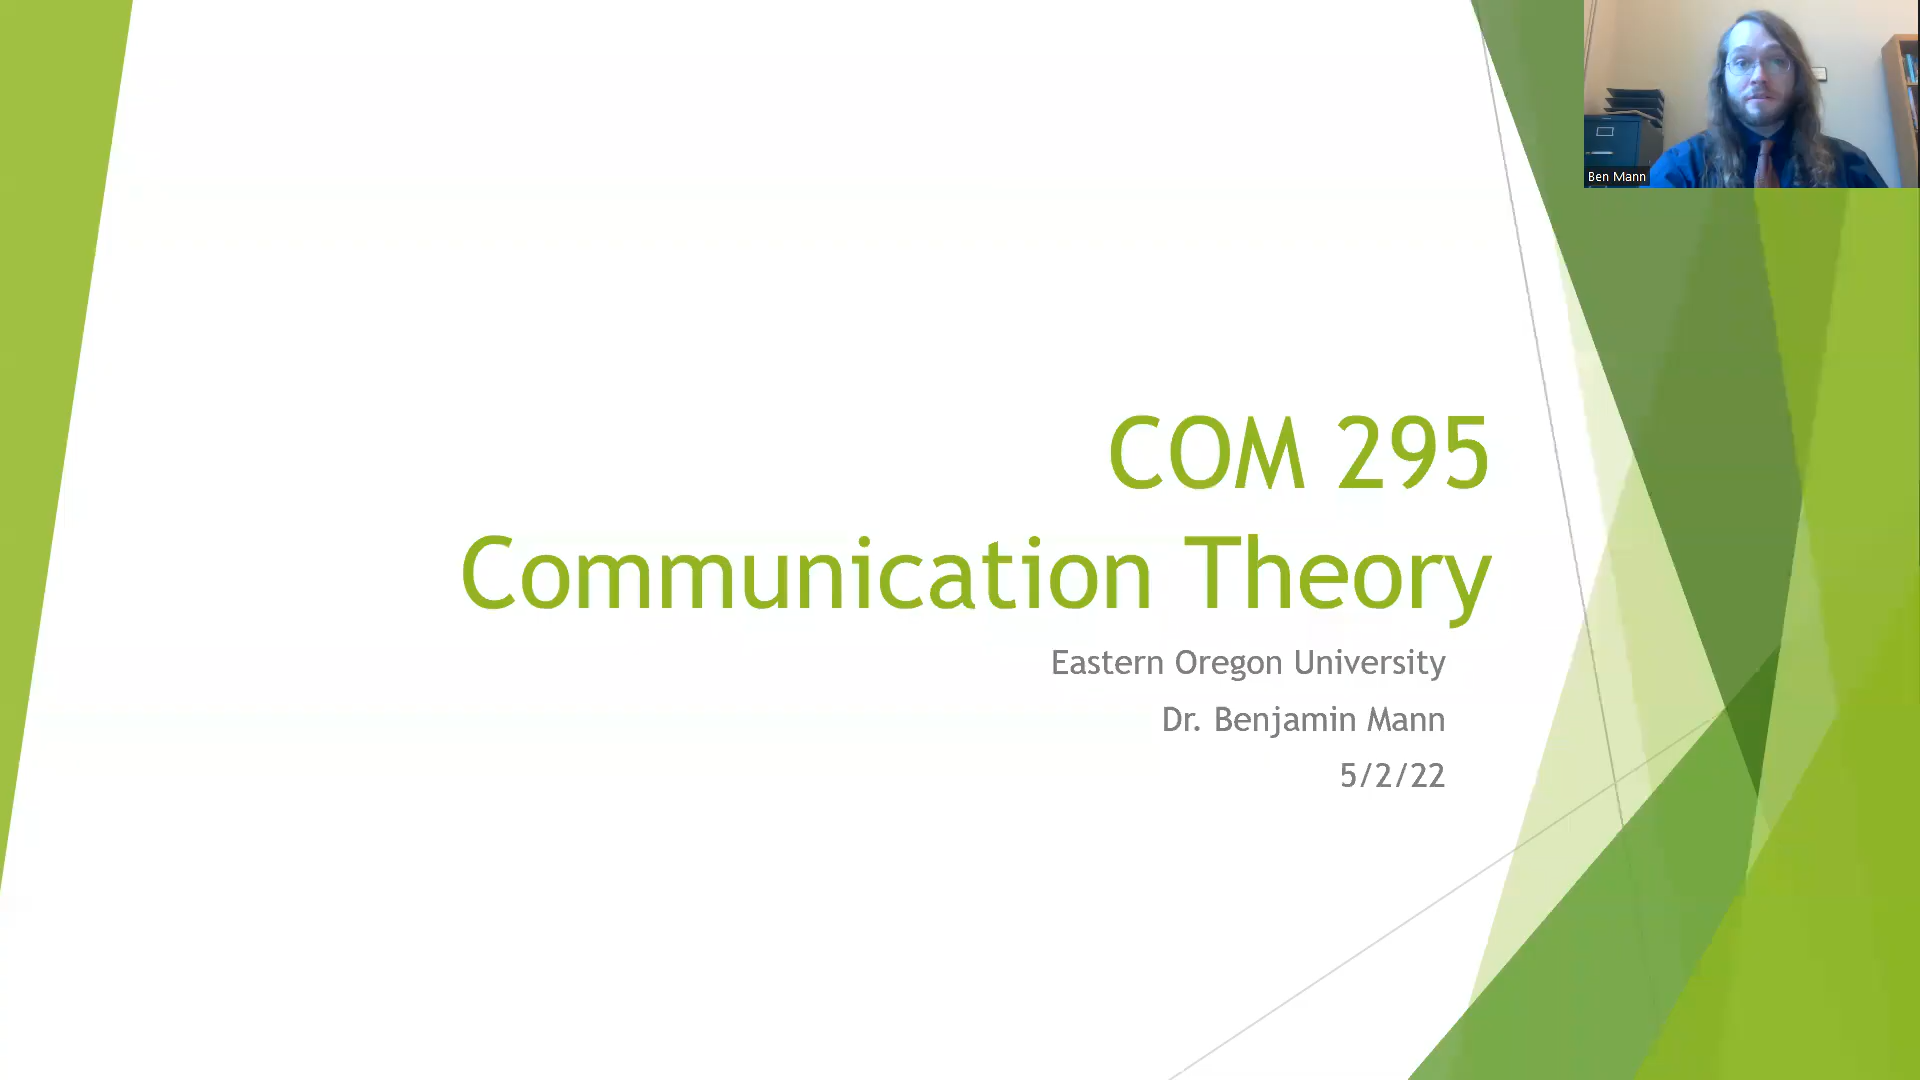 Ben Mann
COM 295
Communication Theory
Eastern Oregon University
Dr. Benjamin Mann
5/2/22